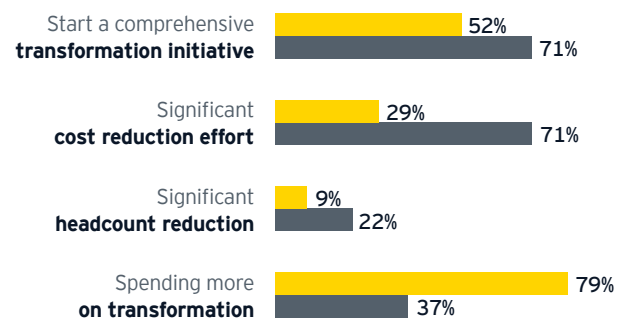 Start a comprehensive
transformation initiative
52%
71%
Significant
cost reduction effort
29%
71%
Significant
headcount reduction
9%
22%
Spending more
on transformation
79%
37%